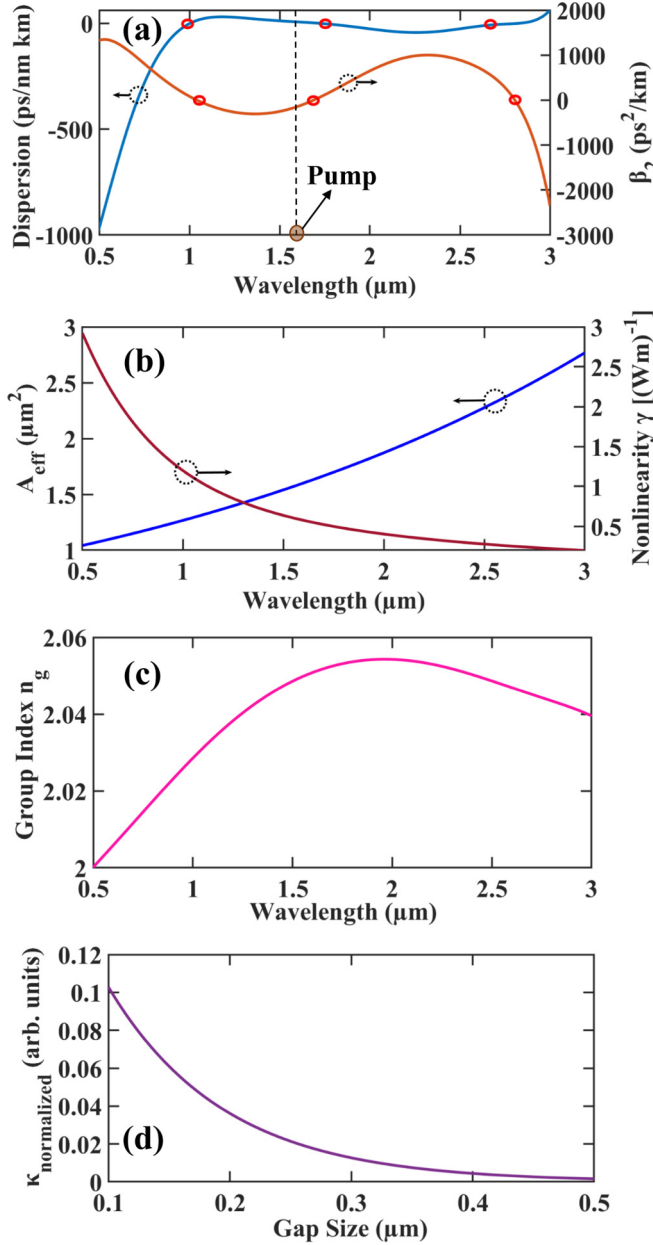 (a)
0
-500
-1000
Dispersion (ps/nm km)
2000
1000
0
-1000
-2000
-3000
β₂ (ps²/km)
Pump
0.5 1 1.5 2 2.5 3
Wavelength (μm)
(b)
3
2.5
2
1.5
1
A_eff (μm²)
3
2.5
2
1.5
1
0.5
Nonlinearity γ [(Wm)⁻¹]
0.5 1 1.5 2 2.5 3
Wavelength (μm)
(c)
2.06
2.04
2.02
2
Group Index n_g
0.5 1 1.5 2 2.5 3
Wavelength (μm)
0.12
0.1
0.08
0.06
0.04
0.02
0
κ_normalized (arb. units)
(d)
0.1 0.2 0.3 0.4 0.5
Gap Size (μm)